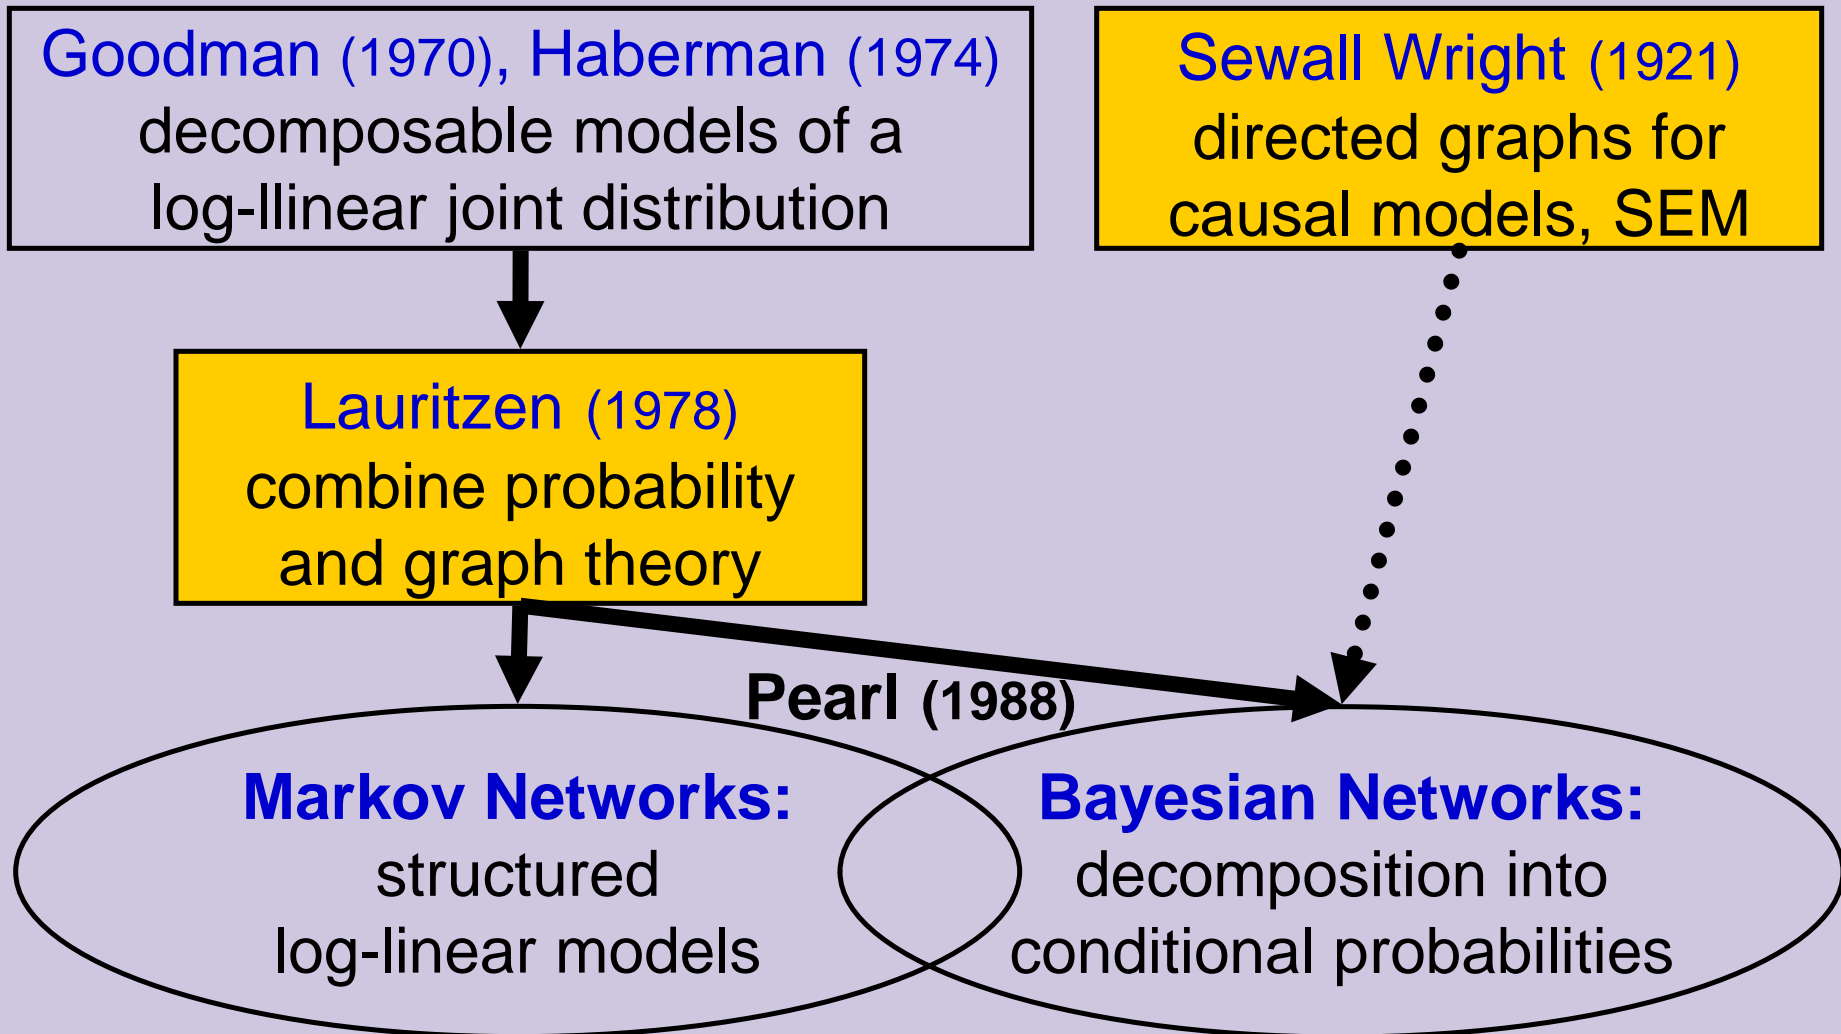 Goodman (1970), Haberman (1974)
decomposable models of a
log-llinear joint distribution
Sewall Wright (1921)
directed graphs for
causal models, SEM
Lauritzen (1978)
combine probability
and graph theory
Pearl (1988)
Markov Networks:
structured
log-linear models
Bayesian Networks:
decomposition into
conditional probabilities